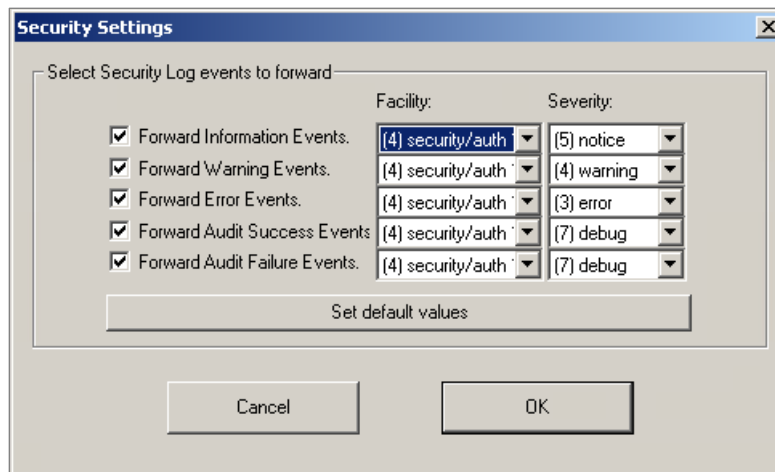 Security Settings
Select Security Log events to forward
Facility: Severity:
Forward Information Events. (4) security/auth (5) notice
Forward Warning Events. (4) security/auth (4) warning
Forward Error Events. (4) security/auth (3) error
Forward Audit Success Events (4) security/auth (7) debug
Forward Audit Failure Events. (4) security/auth (7) debug
Set default values
Cancel OK